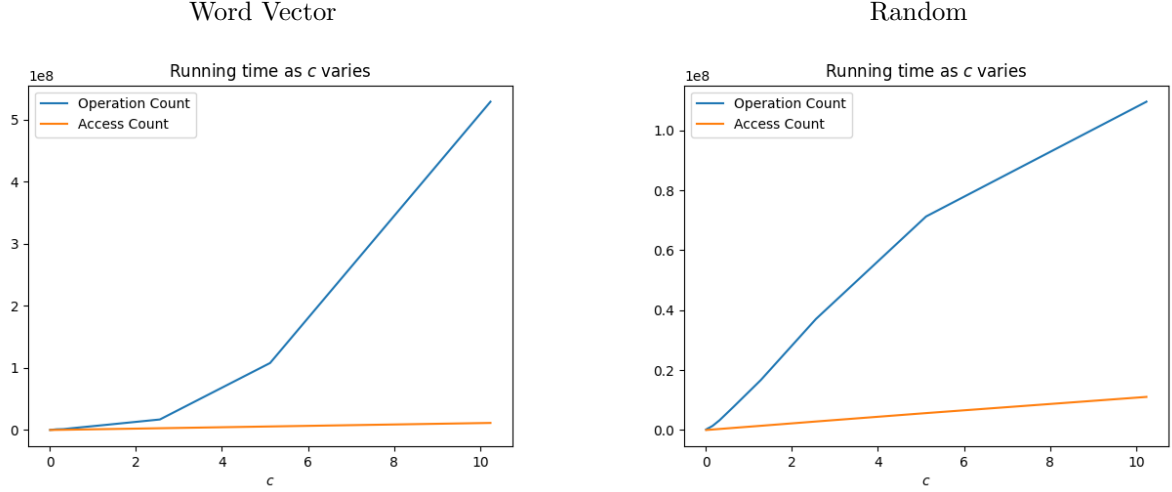 Word Vector
Running time as c varies
1e8
Operation Count
Access Count
5
4
3
2
1
0
0 2 4 6 8 10
c
Random
Running time as c varies
1e8
Operation Count
Access Count
1.0
0.8
0.6
0.4
0.2
0.0
0 2 4 6 8 10
c